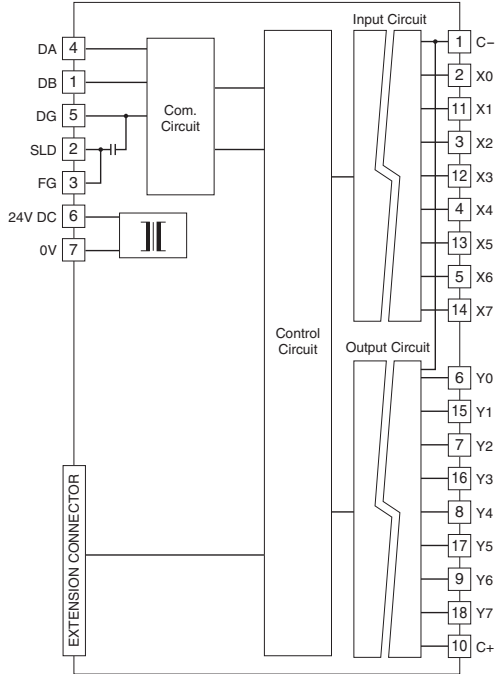 Input Circuit
DA 4
DB 1
DG 5
SLD 2
FG 3
24V DC 6
0V 7
Com.
Circuit
Control
Circuit
1 C−
2 X0
11 X1
3 X2
12 X3
4 X4
13 X5
5 X6
14 X7
Output Circuit
6 Y0
15 Y1
7 Y2
16 Y3
8 Y4
17 Y5
9 Y6
18 Y7
10 C+
EXTENSION CONNECTOR